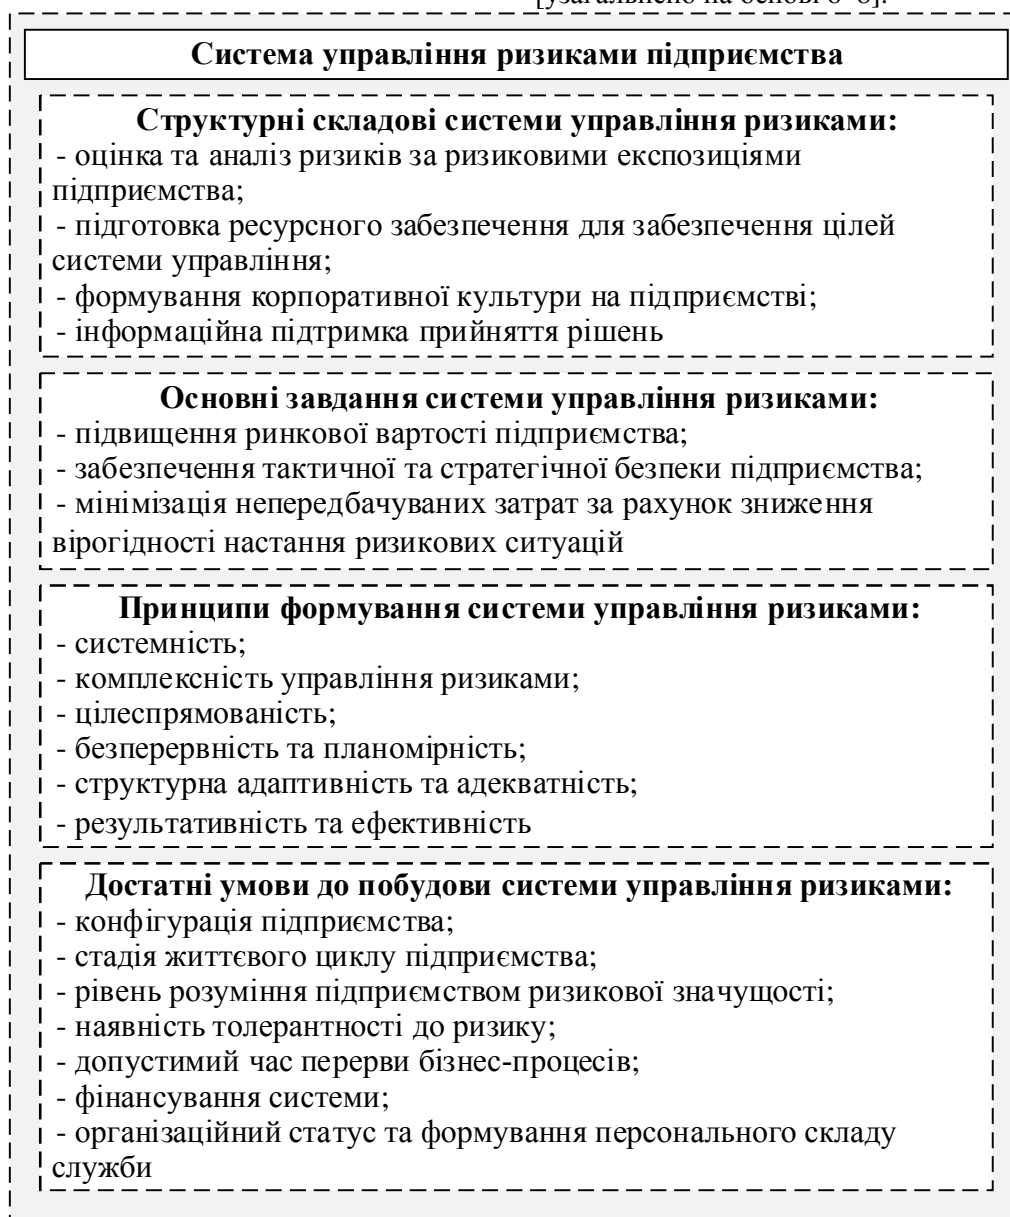 [узагальнено на основі 6–8].
Система управління ризиками підприємства
Структурні складові системи управління ризиками:
- оцінка та аналіз ризиків за ризиковими експозиціями
підприємства;
- підготовка ресурсного забезпечення для забезпечення цілей
системи управління;
- формування корпоративної культури на підприємстві;
- інформаційна підтримка прийняття рішень
Основні завдання системи управління ризиками:
- підвищення ринкової вартості підприємства;
- забезпечення тактичної та стратегічної безпеки підприємства;
- мінімізація непередбачуваних затрат за рахунок зниження
вірогідності настання ризикових ситуацій
Принципи формування системи управління ризиками:
- системність;
- комплексність управління ризиками;
- цілеспрямованість;
- безперервність та планомірність;
- структурна адаптивність та адекватність;
- результативність та ефективність
Достатні умови до побудови системи управління ризиками:
- конфігурація підприємства;
- стадія життєвого циклу підприємства;
- рівень розуміння підприємством ризикової значущості;
- наявність толерантності до ризику;
- допустимий час перерви бізнес-процесів;
- фінансування системи;
- організаційний статус та формування персонального складу
служби